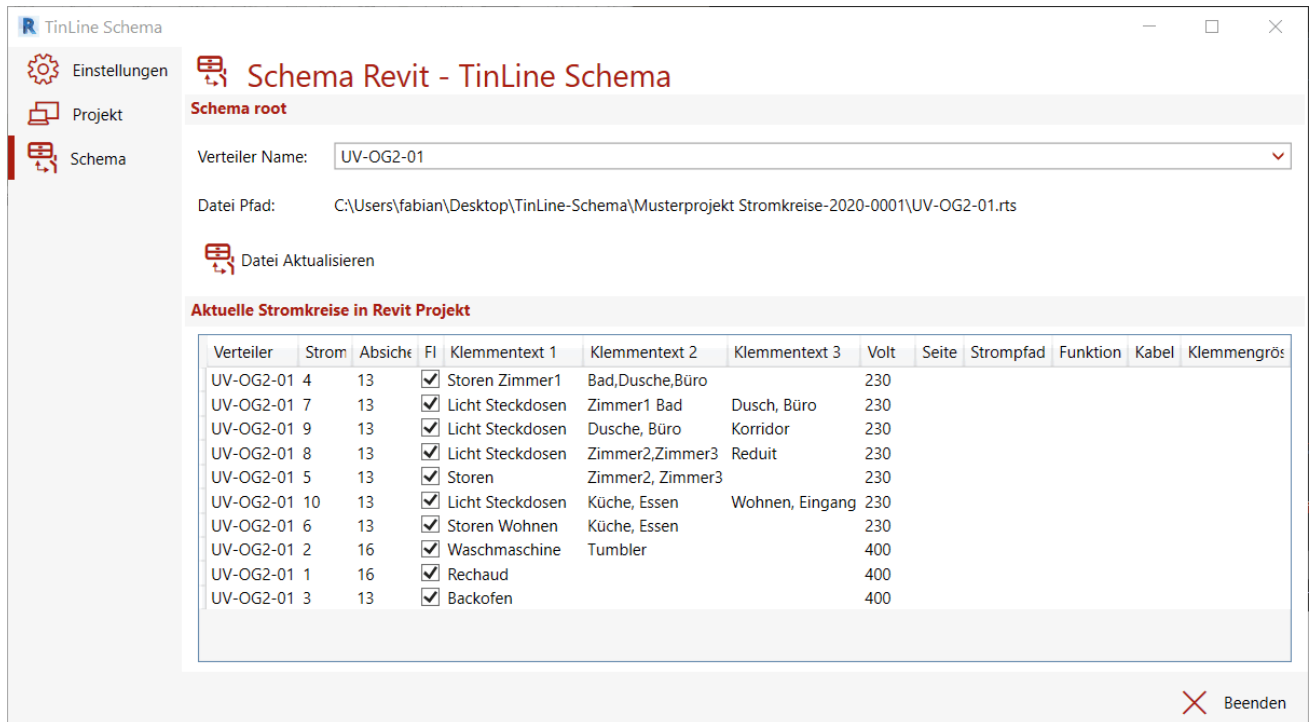 TinLine Schema
Einstellungen
Projekt
Schema
Schema Revit - TinLine Schema
Schema root
Verteiler Name: UV-OG2-01
Datei Pfad: C:\Users\fabian\Desktop\TinLine-Schema\Musterprojekt Stromkreise-2020-0001\UV-OG2-01.rts
Datei Aktualisieren
Aktuelle Stromkreise in Revit Projekt
Verteiler Strom Absiche FI Klemmentext 1 Klemmentext 2 Klemmentext 3 Volt Seite Strompfad Funktion Kabel Klemmengrös
UV-OG2-01 4 13 Storen Zimmer1 Bad,Dusche,Büro 230
UV-OG2-01 7 13 Licht Steckdosen Zimmer1 Bad Dusch, Büro 230
UV-OG2-01 9 13 Licht Steckdosen Dusche, Büro Korridor 230
UV-OG2-01 8 13 Licht Steckdosen Zimmer2,Zimmer3 Reduit 230
UV-OG2-01 5 13 Storen Zimmer2, Zimmer3 230
UV-OG2-01 10 13 Licht Steckdosen Küche, Essen Wohnen, Eingang 230
UV-OG2-01 6 13 Storen Wohnen Küche, Essen 230
UV-OG2-01 2 16 Waschmaschine Tumbler 400
UV-OG2-01 1 16 Rechaud 400
UV-OG2-01 3 13 Backofen 400
Beenden